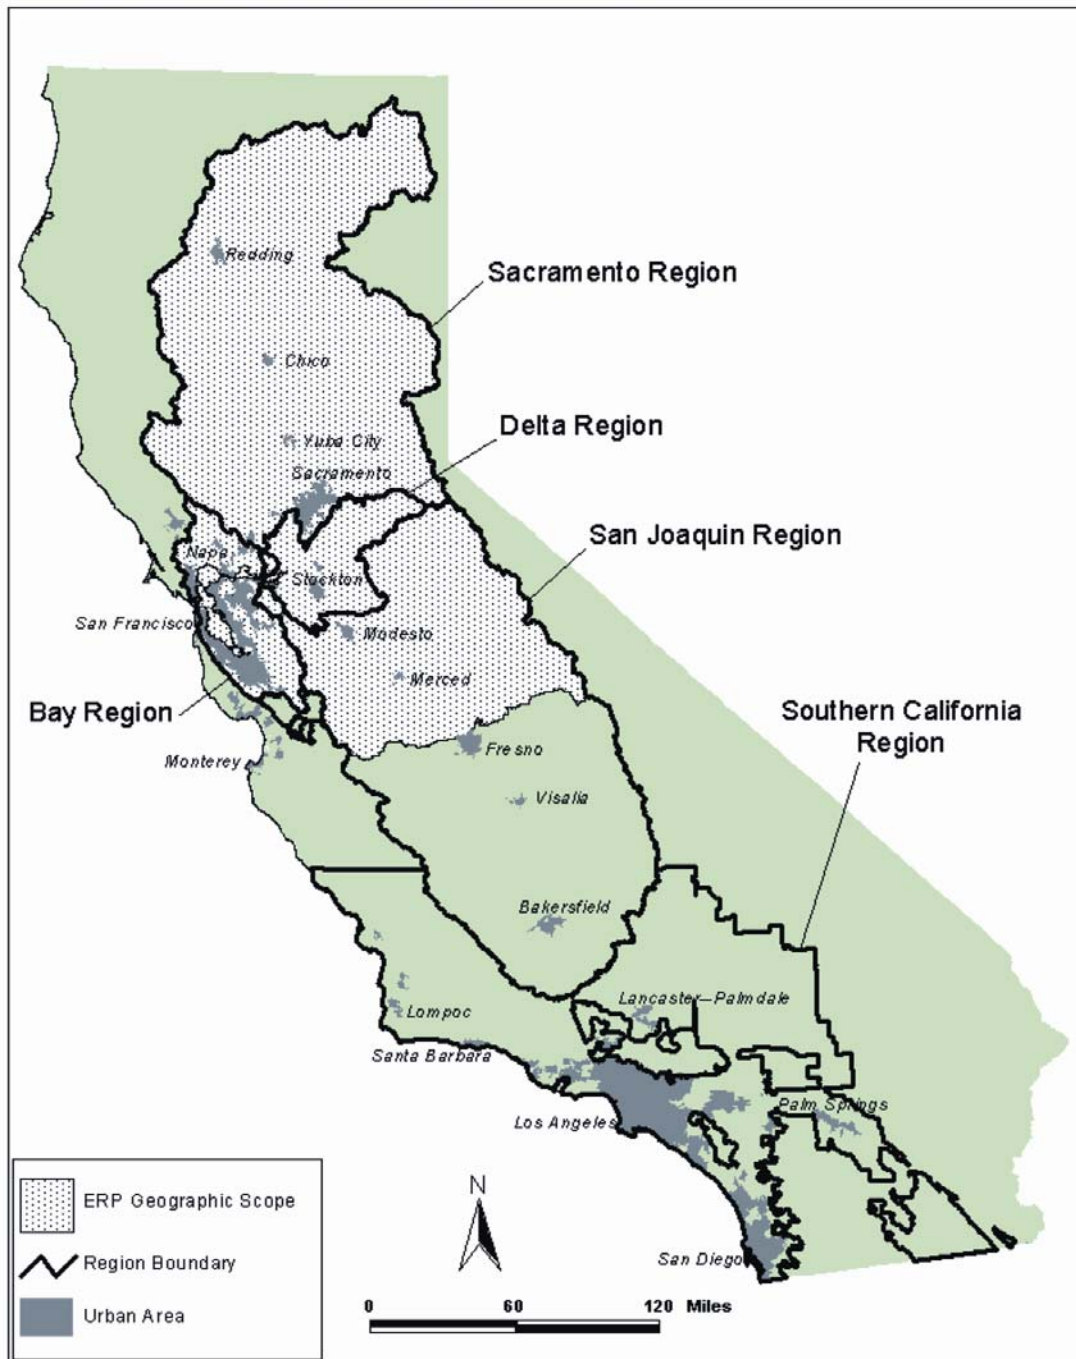 Redding
Sacramento Region
Chico
Delta Region
Yuba City
Sacramento
San Joaquin Region
Napa
Stockton
San Francisco
Modesto
Merced
Bay Region
Southern California
Region
Fresno
Monterey
Visalia
Bakersfield
Lancaster–Palmdale
Lompoc
Santa Barbara
Palm Springs
Los Angeles
San Diego
N
0 60 120 Miles
ERP Geographic Scope
Region Boundary
Urban Area